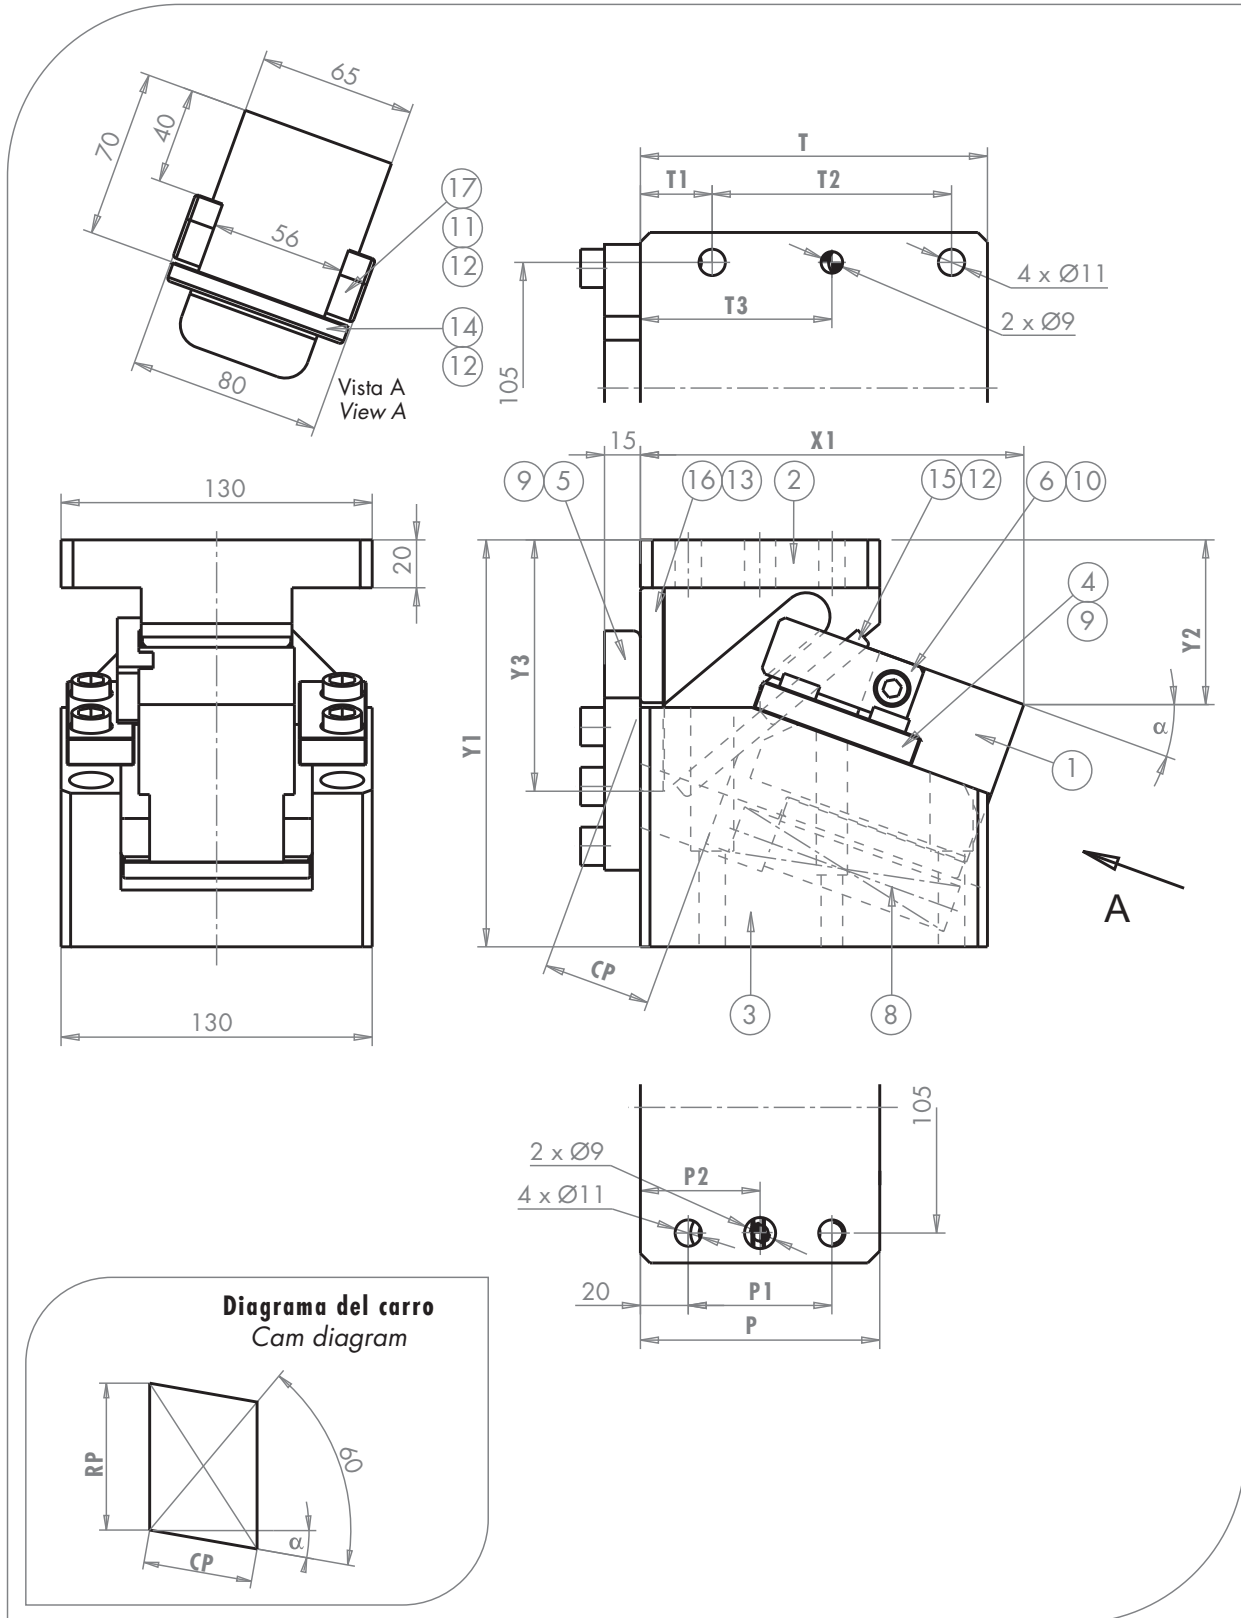 65
70
40
56
17
11
12
14
12
80
Vista A
View A
T
T1
T2
T3
4 x Ø11
2 x Ø9
105
130
20
130
15
X1
9
5
16
13
2
15
12
6
10
4
9
Y3
Y1
Y2
α
1
A
CP
3
8
105
2 x Ø9
4 x Ø11
P2
20
P1
P
Diagrama del carro
Cam diagram
RP
60
α
CP